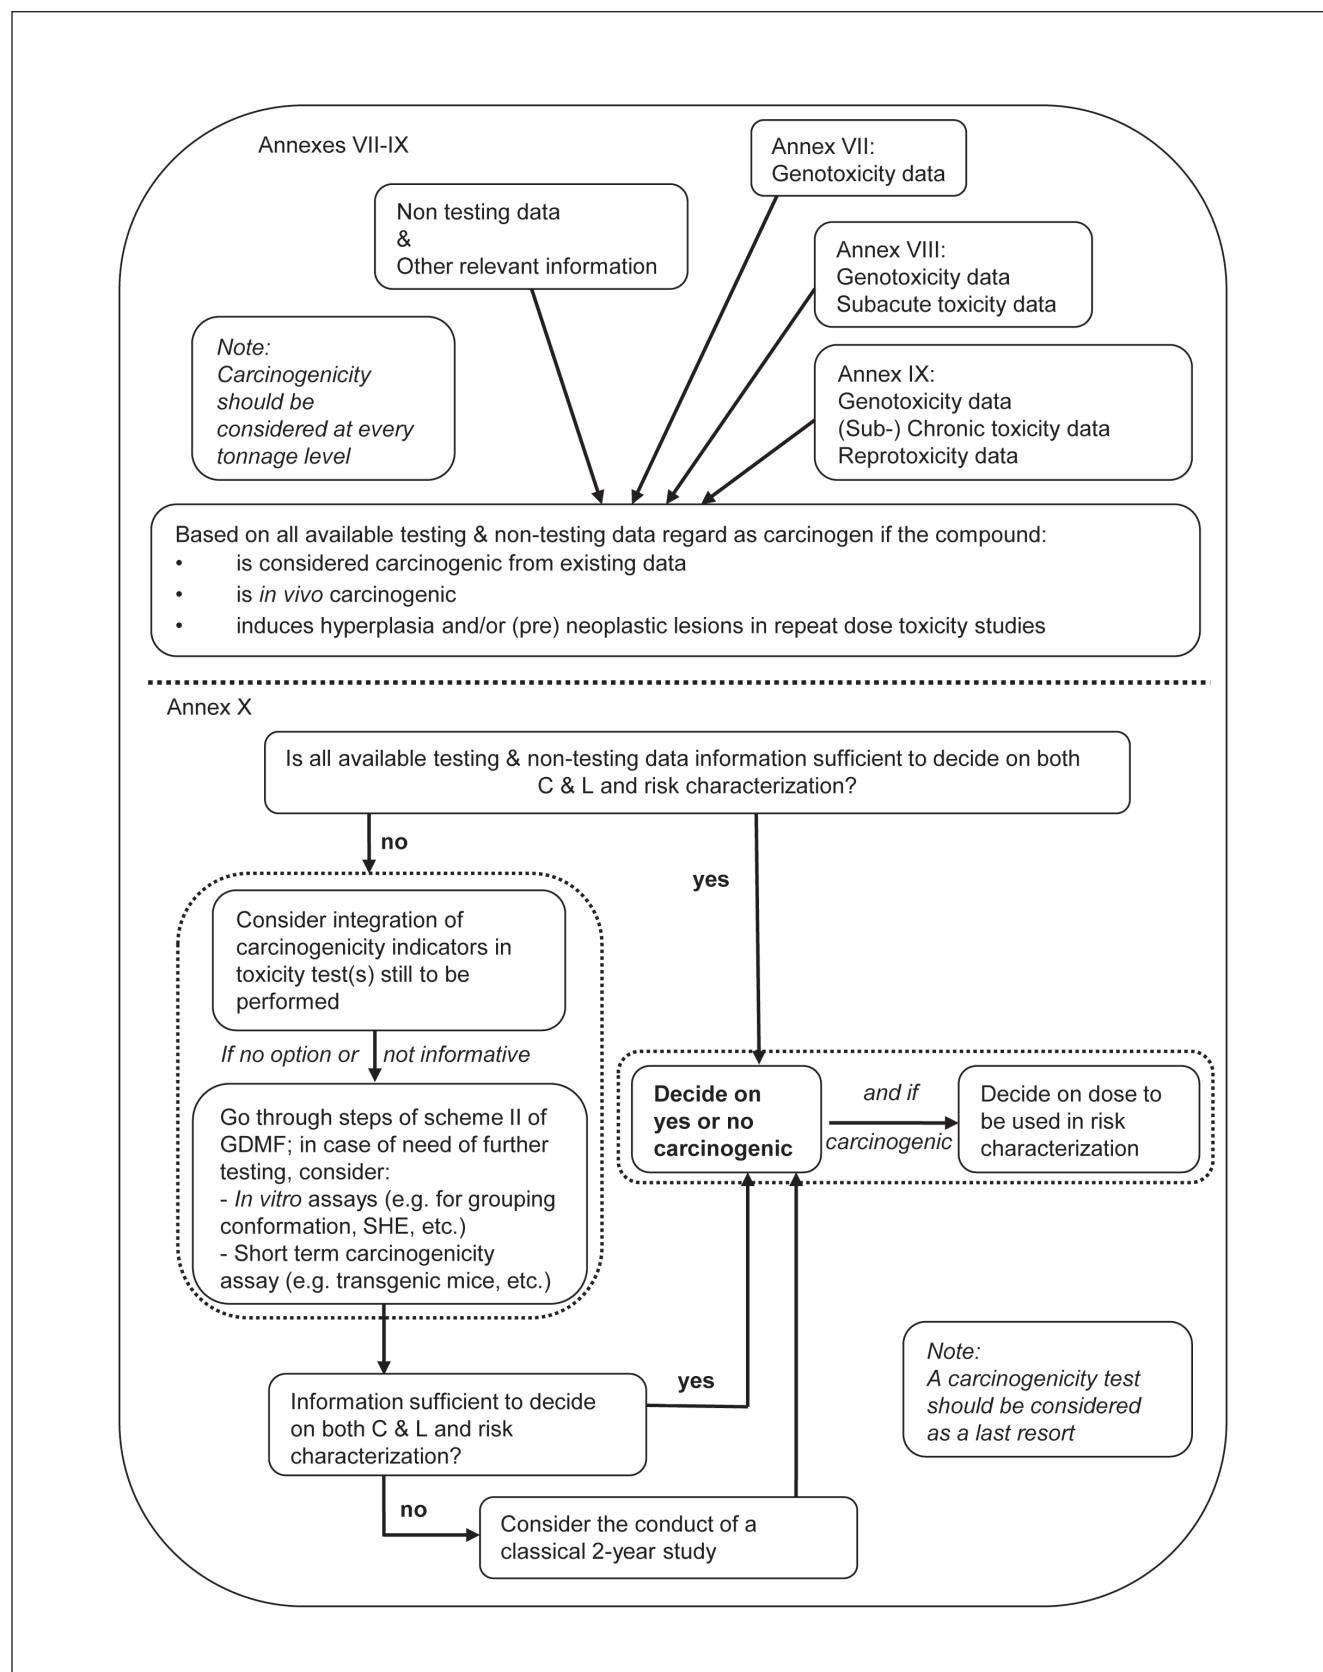 Annexes VII-IX
Annex VII:
Genotoxicity data
Non testing data
&
Other relevant information
Annex VIII:
Genotoxicity data
Subacute toxicity data
Note:
Carcinogenicity
should be
considered at every
tonnage level
Annex IX:
Genotoxicity data
(Sub-) Chronic toxicity data
Reprotoxicity data
Based on all available testing & non-testing data regard as carcinogen if the compound:
• is considered carcinogenic from existing data
• is in vivo carcinogenic
• induces hyperplasia and/or (pre) neoplastic lesions in repeat dose toxicity studies
Annex X
Is all available testing & non-testing data information sufficient to decide on both
C & L and risk characterization?
no
yes
Consider integration of
carcinogenicity indicators in
toxicity test(s) still to be
performed
If no option or not informative
Go through steps of scheme II of
GDMF; in case of need of further
testing, consider:
- In vitro assays (e.g. for grouping
conformation, SHE, etc.)
- Short term carcinogenicity
assay (e.g. transgenic mice, etc.)
Decide on
yes or no
carcinogenic
and if
carcinogenic
Decide on dose to
be used in risk
characterization
Information sufficient to decide
on both C & L and risk
characterization?
yes
no
Consider the conduct of a
classical 2-year study
Note:
A carcinogenicity test
should be considered
as a last resort